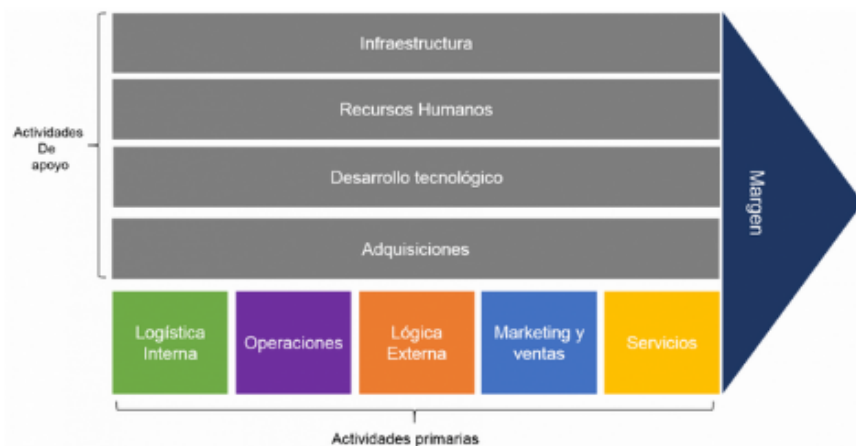 Infraestructura
Recursos Humanos
Actividades
De
apoyo
Desarrollo tecnológico
Adquisiciones
Margen
Logística
Interna
Operaciones
Lógica
Externa
Marketing y
ventas
Servicios
Actividades primarias